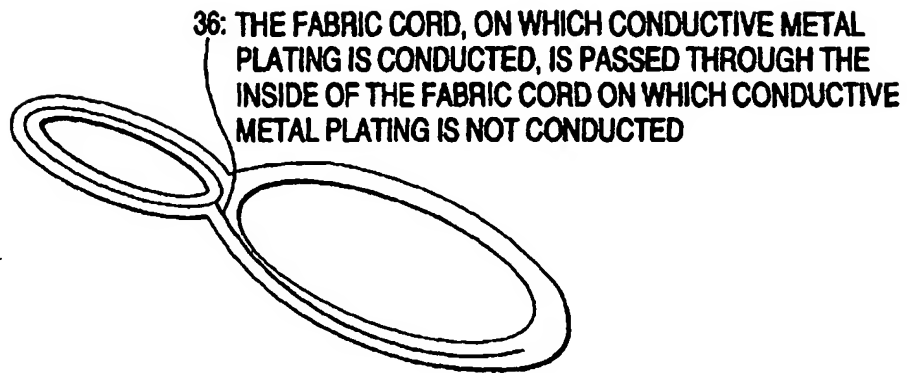 36: THE FABRIC CORD, ON WHICH CONDUCTIVE METAL
PLATING IS CONDUCTED, IS PASSED THROUGH THE
INSIDE OF THE FABRIC CORD ON WHICH CONDUCTIVE
METAL PLATING IS NOT CONDUCTED